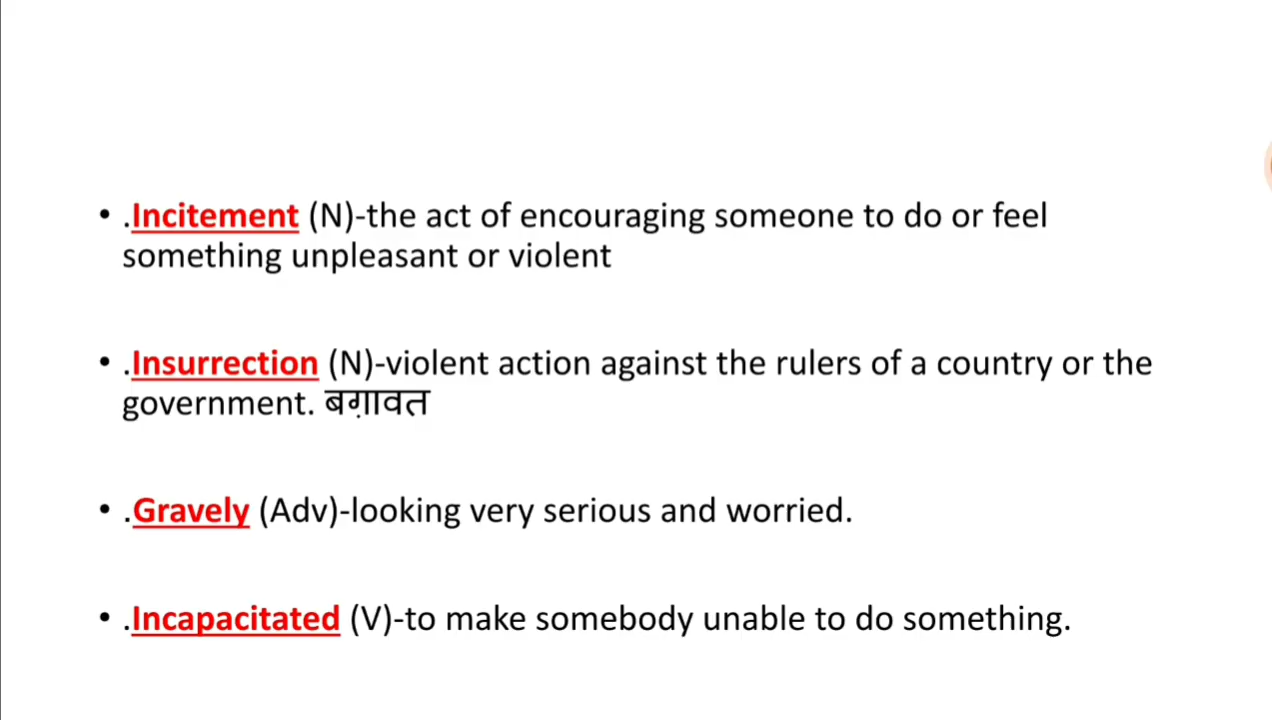 • .Incitement (N)-the act of encouraging someone to do or feel
something unpleasant or violent
• .Insurrection (N)-violent action against the rulers of a country or the
government. बग़ावत
• .Gravely (Adv)-looking very serious and worried.
• .Incapacitated (V)-to make somebody unable to do something.